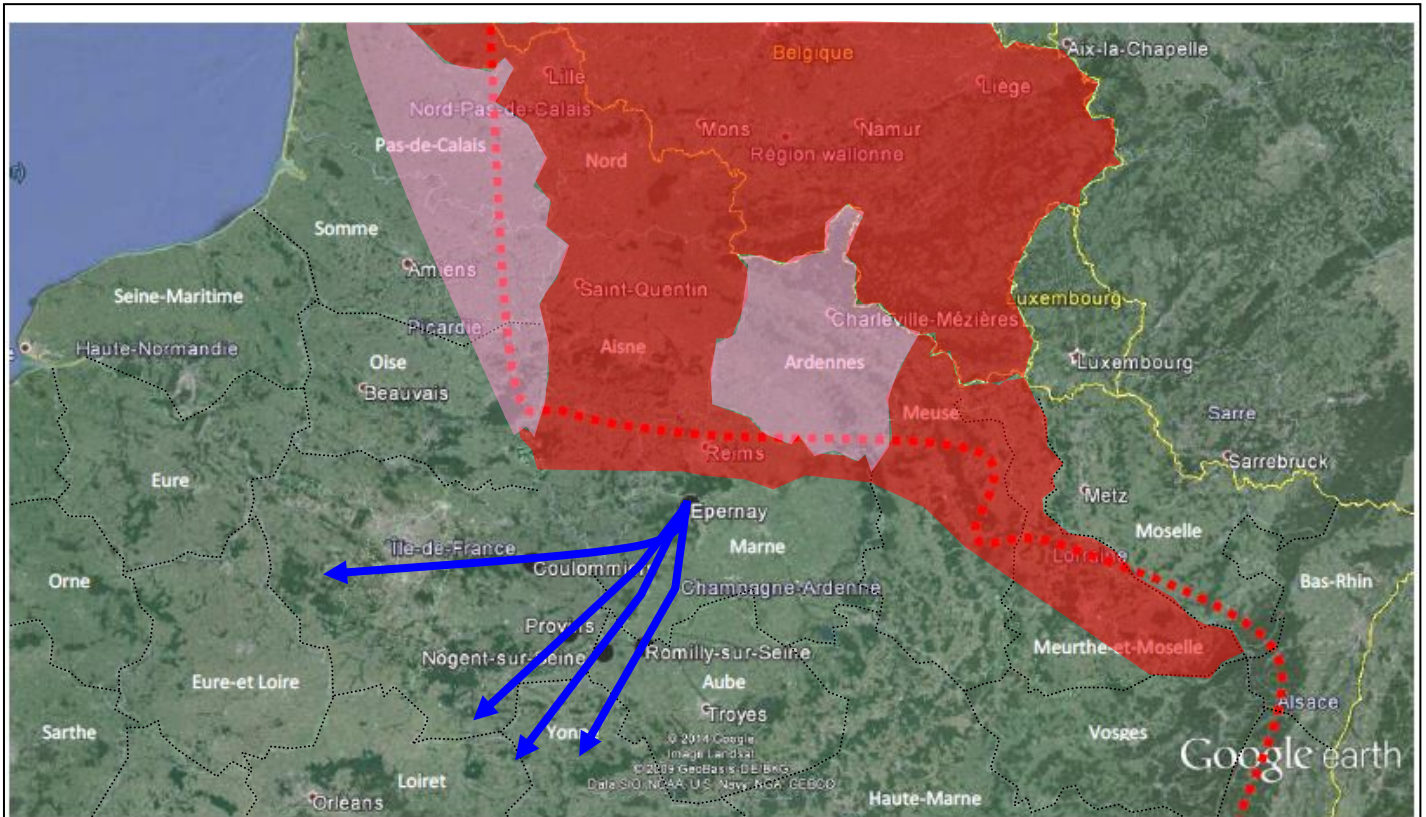 Belgique
Aix-la-Chapelle
Lille
Liège
Nord-Pas-de-Calais
Mons
Namur
Pas-de-Calais
Région wallonne
Nord
Somme
Amiens
Saint-Quentin
Seine-Maritime
Luxembourg
Charleville-Mézières
Picardie
Haute-Normandie
Aisne
Oise
Ardennes
Luxembourg
Beauvais
Meuse
Sarre
Reims
Sarrebruck
Eure
Metz
Epernay
Moselle
Île-de-France
Marne
Lorraine
Coulommiers
Orne
Champagne-Ardenne
Bas-Rhin
Provins
Meurthe-et-Moselle
Nogent-sur-Seine
Romilly-sur-Seine
Eure-et Loire
Aube
Alsace
Troyes
Sarthe
Yonne
Vosges
© 2014 Google
Image Landsat
© 2009 GeoBasis-DE/BKG
Google earth
Data SIO, NOAA, U.S. Navy, NGA, GEBCO
Loiret
Haute-Marne
Orléans